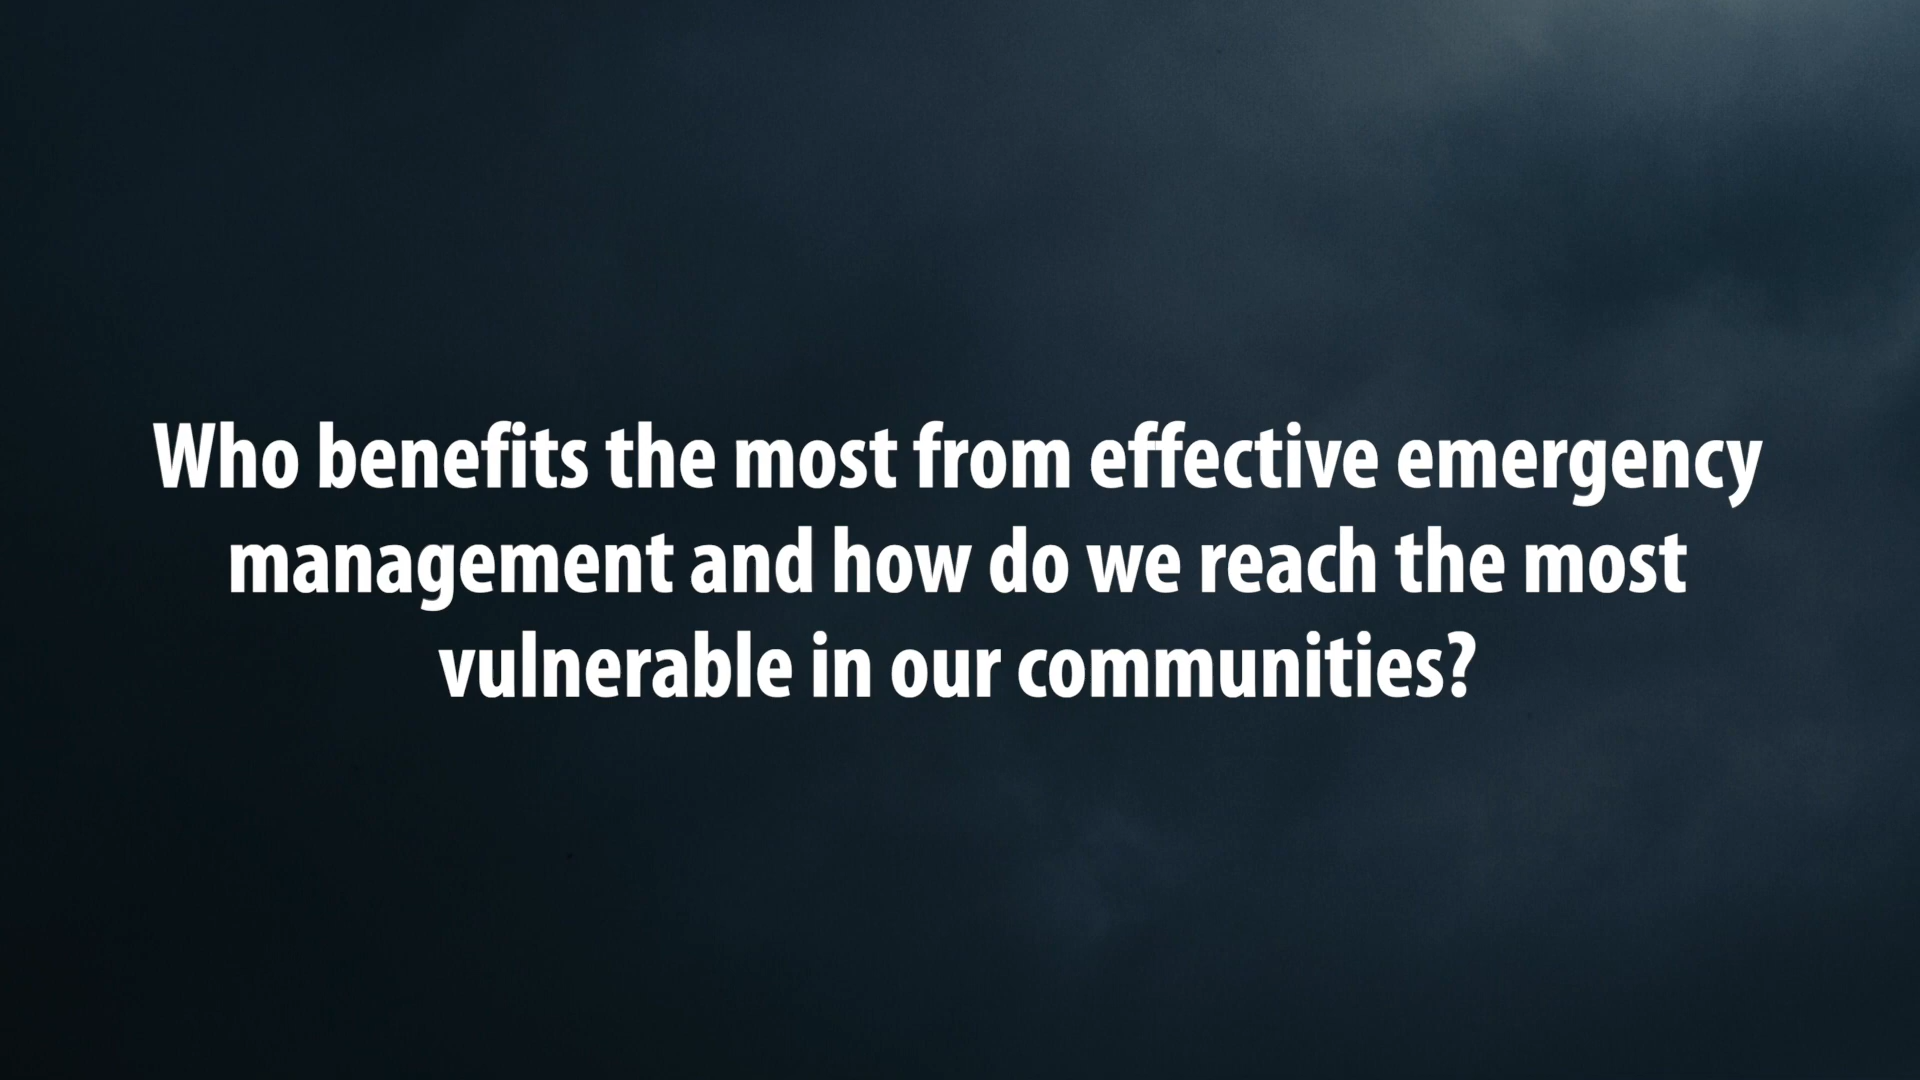 Who benefits the most from effective emergency
management and how do we reach the most
vulnerable in our communities?